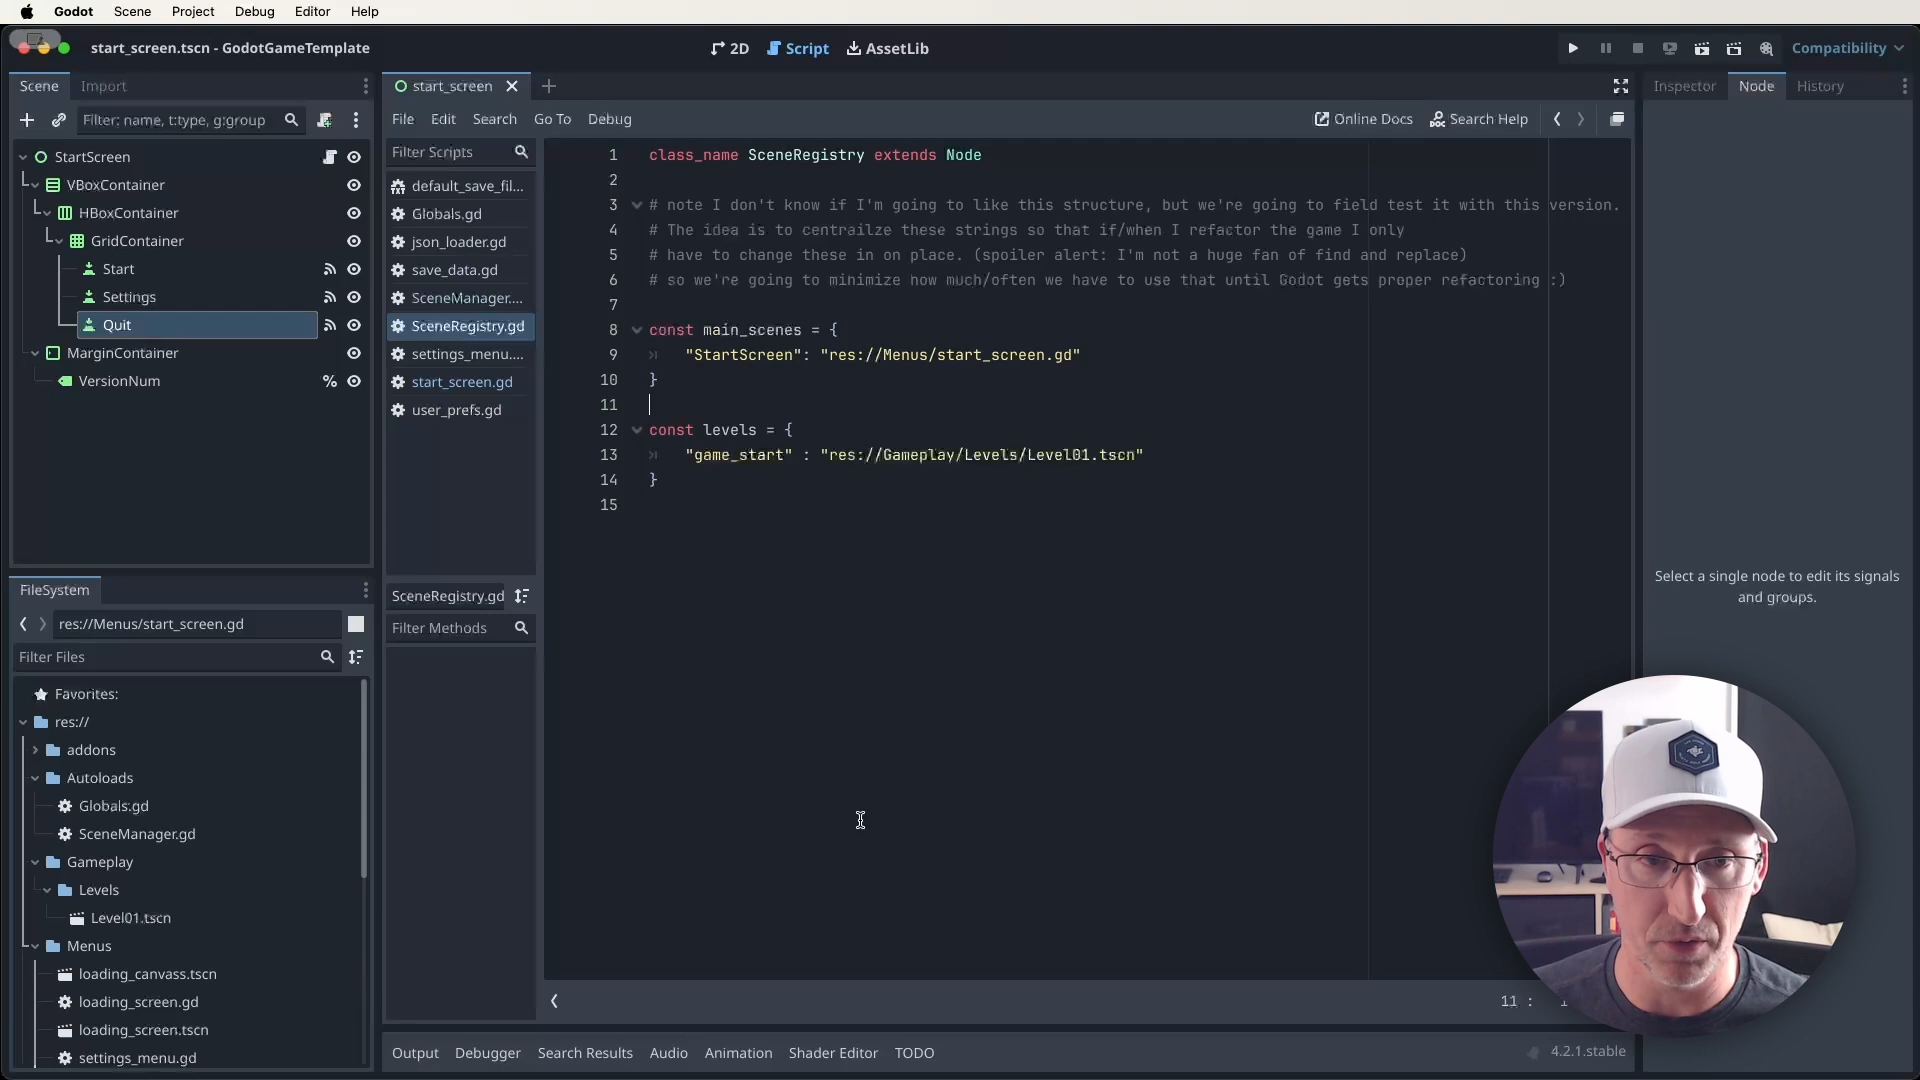 Godot Scene Project Debug Editor Help
start_screen.tscn - GodotGameTemplate
2D Script AssetLib
Compatibility
Scene Import
Filter: name, t:type, g:group
StartScreen
VBoxContainer
HBoxContainer
GridContainer
Start
Settings
Quit
MarginContainer
VersionNum %
FileSystem
res://Menus/start_screen.gd
Filter Files
Favorites:
res://
addons
Autoloads
Globals.gd
SceneManager.gd
Gameplay
Levels
Level01.tscn
Menus
loading_canvass.tscn
loading_screen.gd
loading_screen.tscn
settings_menu.gd
start_screen
File Edit Search Go To Debug
Online Docs Search Help
Filter Scripts
default_save_fil...
Globals.gd
json_loader.gd
save_data.gd
SceneManager....
SceneRegistry.gd
settings_menu....
start_screen.gd
user_prefs.gd
SceneRegistry.gd
Filter Methods
1 class_name SceneRegistry extends Node
2
3 # note I don't know if I'm going to like this structure, but we're going to field test it with this version.
4 # The idea is to centrailze these strings so that if/when I refactor the game I only
5 # have to change these in on place. (spoiler alert: I'm not a huge fan of find and replace)
6 # so we're going to minimize how much/often we have to use that until Godot gets proper refactoring :)
7
8 const main_scenes = {
9 "StartScreen": "res://Menus/start_screen.gd"
10 }
11
12 const levels = {
13 "game_start" : "res://Gameplay/Levels/Level01.tscn"
14 }
15
11 :
Output Debugger Search Results Audio Animation Shader Editor TODO
4.2.1.stable
Inspector Node History
Select a single node to edit its signals
and groups.